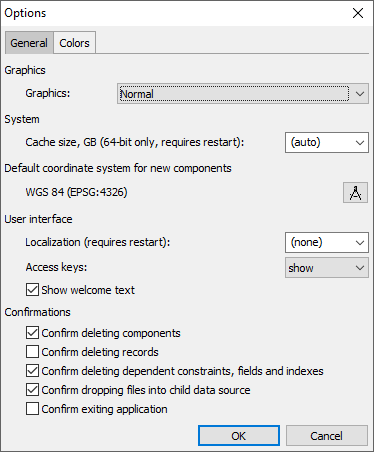 Options
General Colors
Graphics
Graphics: Normal
System
Cache size, GB (64-bit only, requires restart): (auto)
Default coordinate system for new components
WGS 84 (EPSG:4326)
User interface
Localization (requires restart): (none)
Access keys: show
Show welcome text
Confirmations
Confirm deleting components
Confirm deleting records
Confirm deleting dependent constraints, fields and indexes
Confirm dropping files into child data source
Confirm exiting application
OK Cancel